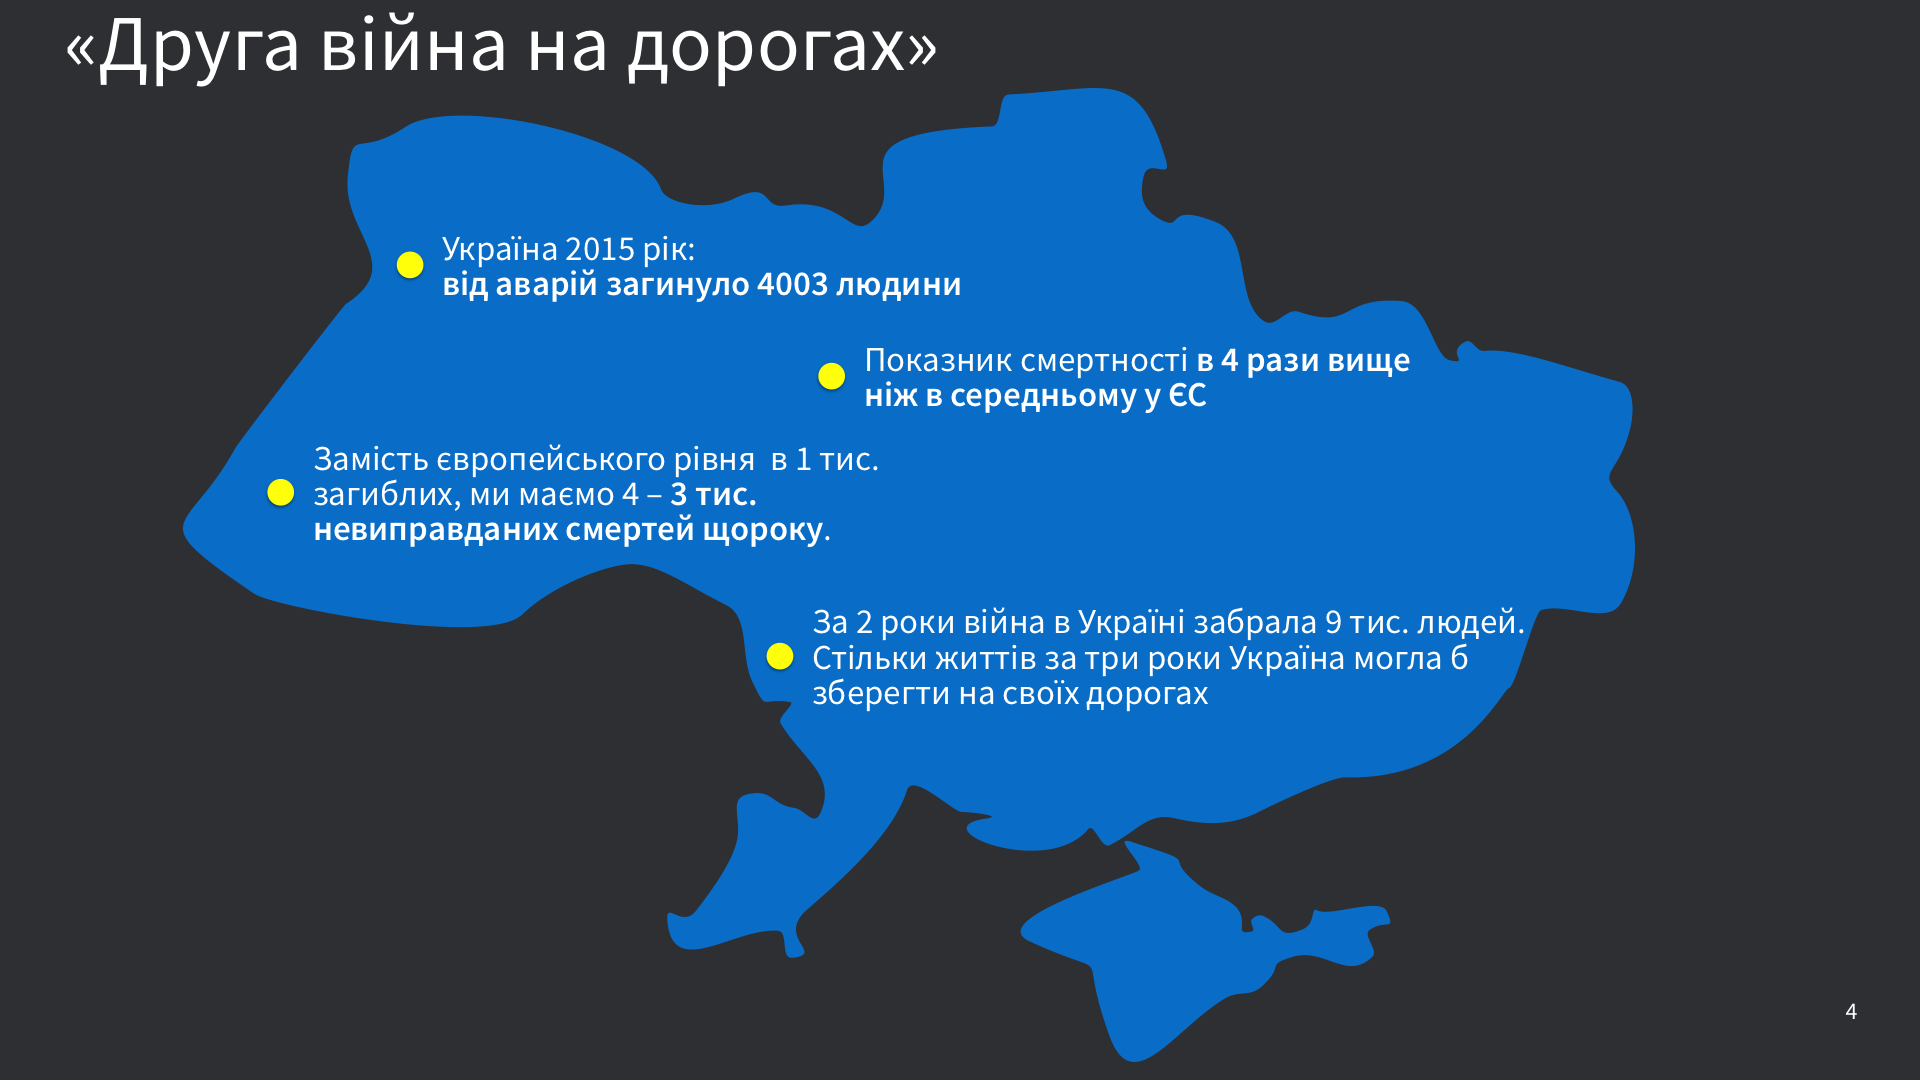 «Друга війна на дорогах»
Україна 2015 рік:
від аварій загинуло 4003 людини
Показник смертності в 4 рази вище
ніж в середньому у ЄС
Замість європейського рівня  в 1 тис.
загиблих, ми маємо 4 – 3 тис.
невиправданих смертей щороку.
За 2 роки війна в Україні забрала 9 тис. людей.
Стільки життів за три роки Україна могла б
зберегти на своїх дорогах
4